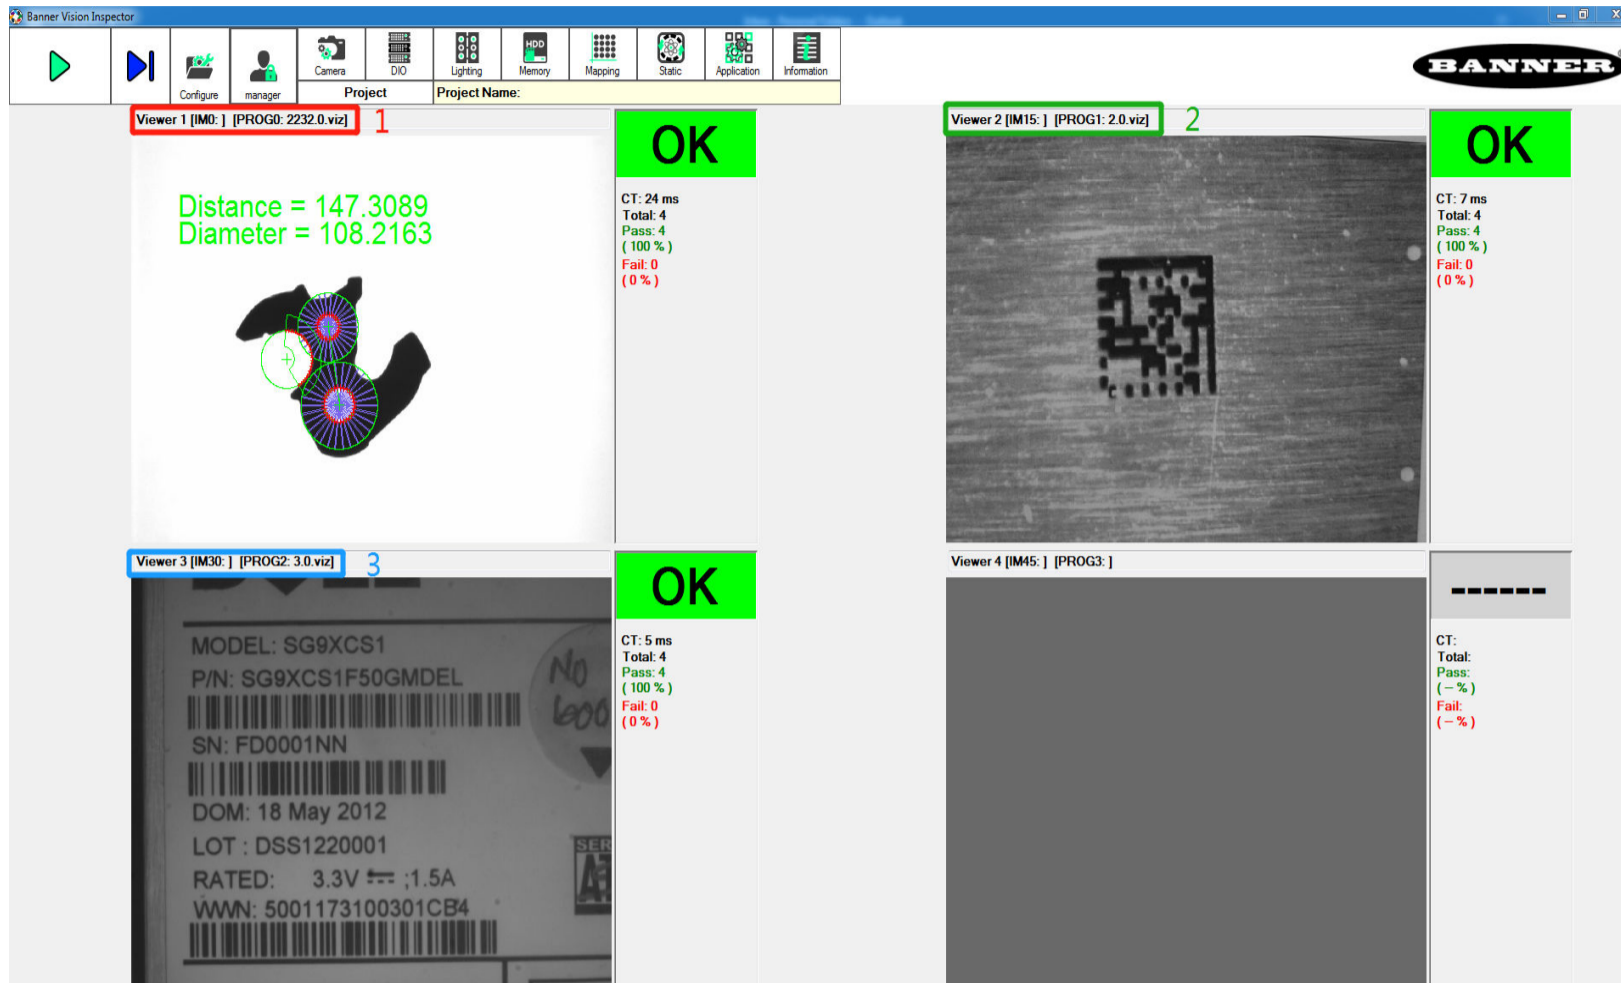 Banner Vision Inspector
Configure
manager
Camera
DIO
Lighting
Memory
Mapping
Static
Application
Information
HDD
Project
Project Name:
BANNER
Viewer 1 [IM0: ] [PROG0: 2232.0.viz]
1
Distance = 147.3089
Diameter = 108.2163
OK
CT: 24 ms
Total: 4
Pass: 4
( 100 % )
Fail: 0
( 0 % )
Viewer 2 [IM15: ] [PROG1: 2.0.viz]
2
OK
CT: 7 ms
Total: 4
Pass: 4
( 100 % )
Fail: 0
( 0 % )
Viewer 3 [IM30: ] [PROG2: 3.0.viz]
3
MODEL: SG9XCS1
P/N: SG9XCS1F50GMDEL
SN: FD0001NN
DOM: 18 May 2012
LOT : DSS1220001
RATED: 3.3V ;1.5A
WWN: 5001173100301CB4
No
600
SER
AT
OK
CT: 5 ms
Total: 4
Pass: 4
( 100 % )
Fail: 0
( 0 % )
Viewer 4 [IM45: ] [PROG3: ]
------
CT:
Total:
Pass:
( – % )
Fail:
( – % )